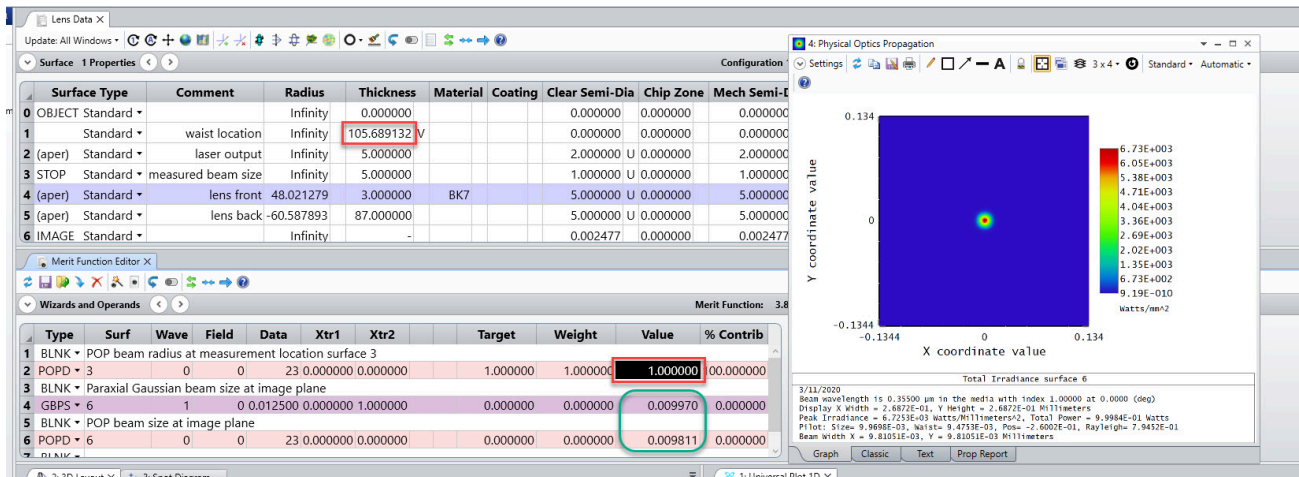 Lens Data
Update: All Windows
Surface 1 Properties Configuration
Surface Type Comment Radius Thickness Material Coating Clear Semi-Dia Chip Zone Mech Semi-D
0 OBJECT Standard Infinity 0.000000 0.000000 0.000000 0.000000
1 Standard waist location Infinity 105.689132 V 0.000000 0.000000 0.000000
2 (aper) Standard laser output Infinity 5.000000 2.000000 U 0.000000 2.000000
3 STOP Standard measured beam size Infinity 5.000000 1.000000 U 0.000000 1.000000
4 (aper) Standard lens front 48.021279 3.000000 BK7 5.000000 U 0.000000 5.000000
5 (aper) Standard lens back -60.587893 87.000000 5.000000 U 0.000000 5.000000
6 IMAGE Standard Infinity - 0.002477 0.000000 0.002477
Merit Function Editor
Wizards and Operands Merit Function: 3.8
Type Surf Wave Field Data Xtr1 Xtr2 Target Weight Value % Contrib
1 BLNK POP beam radius at measurement location surface 3
2 POPD 3 0 0 23 0.000000 0.000000 1.000000 1.000000 1.000000 00.000000
3 BLNK Paraxial Gaussian beam size at image plane
4 GBPS 6 1 0 0.012500 0.000000 1.000000 0.000000 0.000000 0.009970 0.000000
5 BLNK POP beam size at image plane
6 POPD 6 0 0 23 0.000000 0.000000 0.000000 0.000000 0.009811 0.000000
7 BLNK
2: 3D Layout 3: Spot Diagram 1: Universal Plot 1D
4: Physical Optics Propagation
Settings A 3 x 4 Standard Automatic
0.134
0
-0.1344
Y coordinate value
-0.1344 0 0.134
X coordinate value
6.73E+003
6.05E+003
5.38E+003
4.71E+003
4.04E+003
3.36E+003
2.69E+003
2.02E+003
1.35E+003
6.73E+002
9.19E-010
Watts/mm^2
Total Irradiance surface 6
3/11/2020
Beam wavelength is 0.35500 µm in the media with index 1.00000 at 0.0000 (deg)
Display X Width = 2.6872E-01, Y Height = 2.6872E-01 Millimeters
Peak Irradiance = 6.7253E+03 Watts/Millimeters^2, Total Power = 9.9984E-01 Watts
Pilot: Size= 9.9698E-03, Waist= 9.4753E-03, Pos= -2.6002E-01, Rayleigh= 7.9452E-01
Beam Width X = 9.81051E-03, Y = 9.81051E-03 Millimeters
Graph Classic Text Prop Report